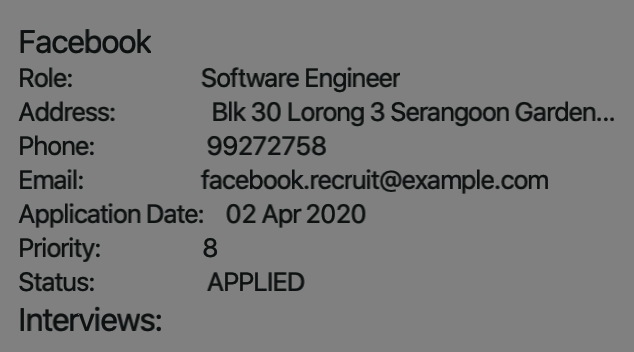 Facebook
Role: Software Engineer
Address: Blk 30 Lorong 3 Serangoon Garden...
Phone: 99272758
Email: facebook.recruit@example.com
Application Date: 02 Apr 2020
Priority: 8
Status: APPLIED
Interviews: